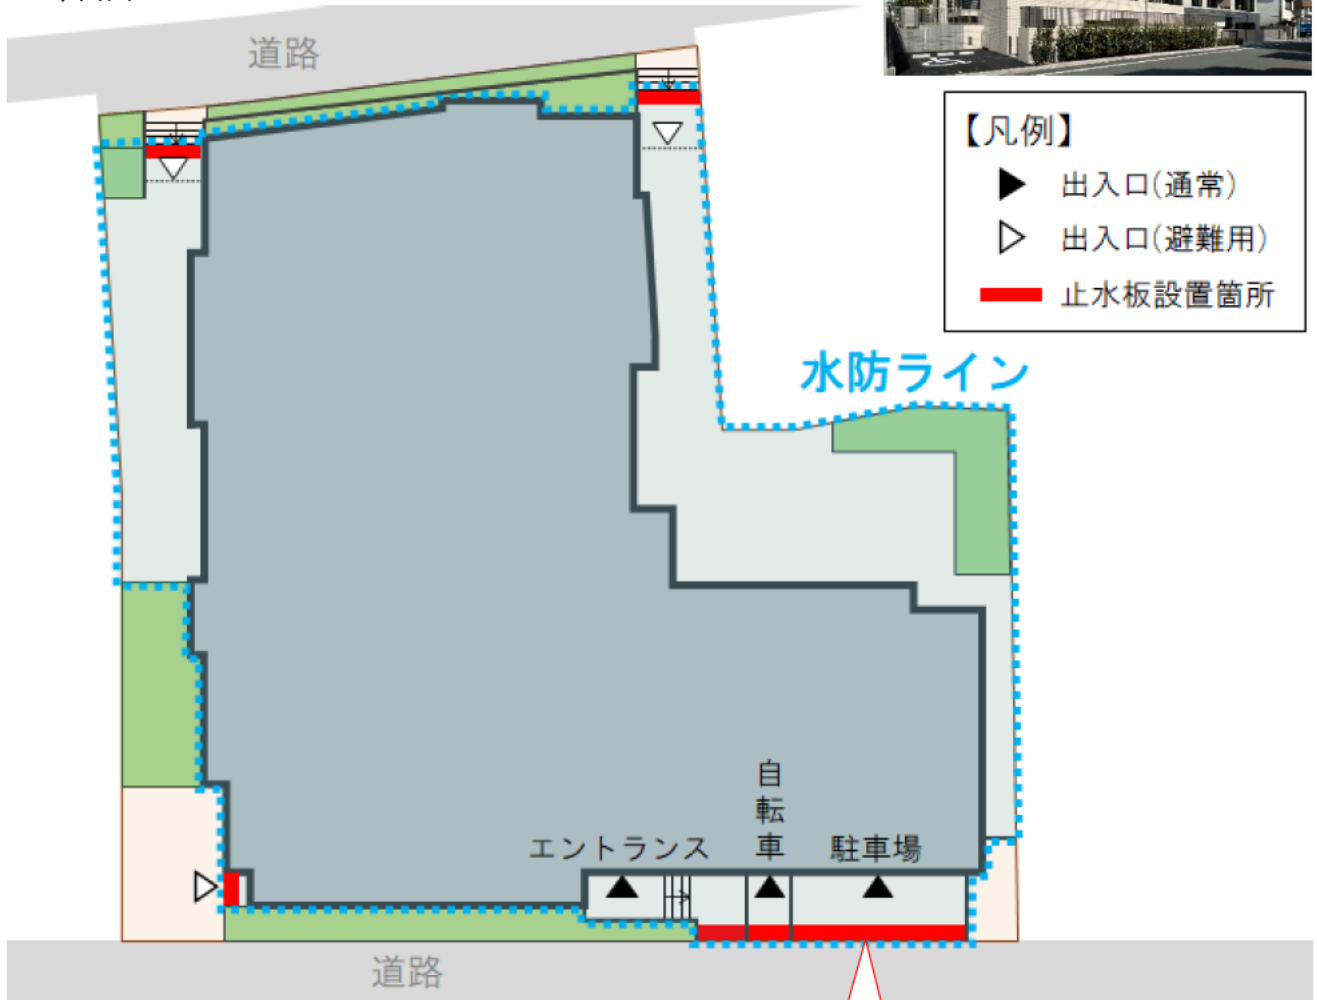 道路
【凡例】
出入口(通常)
出入口(避難用)
止水板設置箇所
水防ライン
エントランス
自転車
駐車場
道路